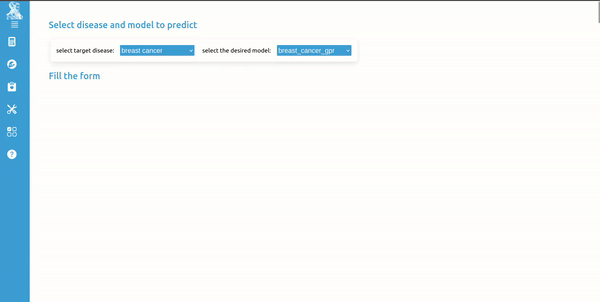 Select disease and model to predict
select target disease: breast cancer select the desired model: breast_cancer_gpr
Fill the form